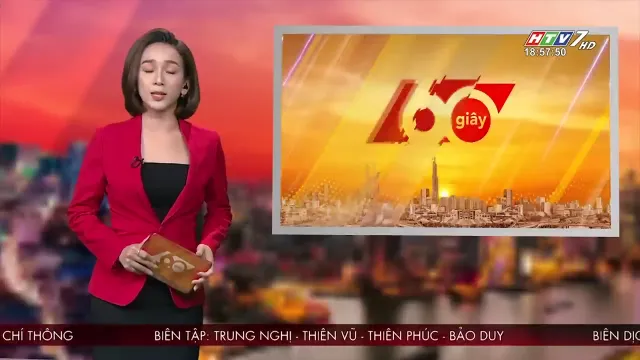 HTV7 HD
18:57:50
60 giây
CHÍ THÔNG BIÊN TẬP: TRUNG NGHỊ - THIÊN VŨ - THIÊN PHÚC - BẢO DUY BIÊN DỊ